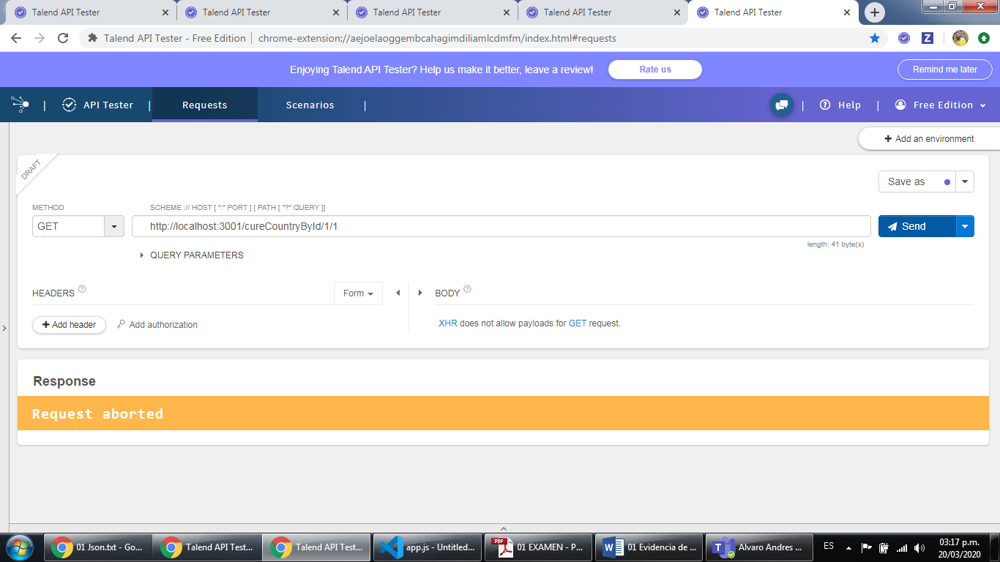 Talend API Tester
Talend API Tester
Talend API Tester
Talend API Tester
Talend API Tester
Talend API Tester - Free Edition | chrome-extension://aejoelaoggembcahagimdiliamlcdmfm/index.html#requests
Enjoying Talend API Tester? Help us make it better, leave a review! Rate us Remind me later
| API Tester | Requests Scenarios | | Help | Free Edition
Add an environment
DRAFT
Save as
METHOD SCHEME :// HOST [ ":" PORT ] [ PATH [ "?" QUERY ]]
GET http://localhost:3001/cureCountryById/1/1 Send
length: 41 byte(s)
QUERY PARAMETERS
HEADERS ? Form BODY ?
+ Add header Add authorization XHR does not allow payloads for GET request.
Response
Request aborted
01 Json.txt - Go... Talend API Test... Talend API Test... app.js - Untitled... PDF 01 EXAMEN - P... 01 Evidencia de ... Alvaro Andres ... ES 03:17 p.m.
20/03/2020